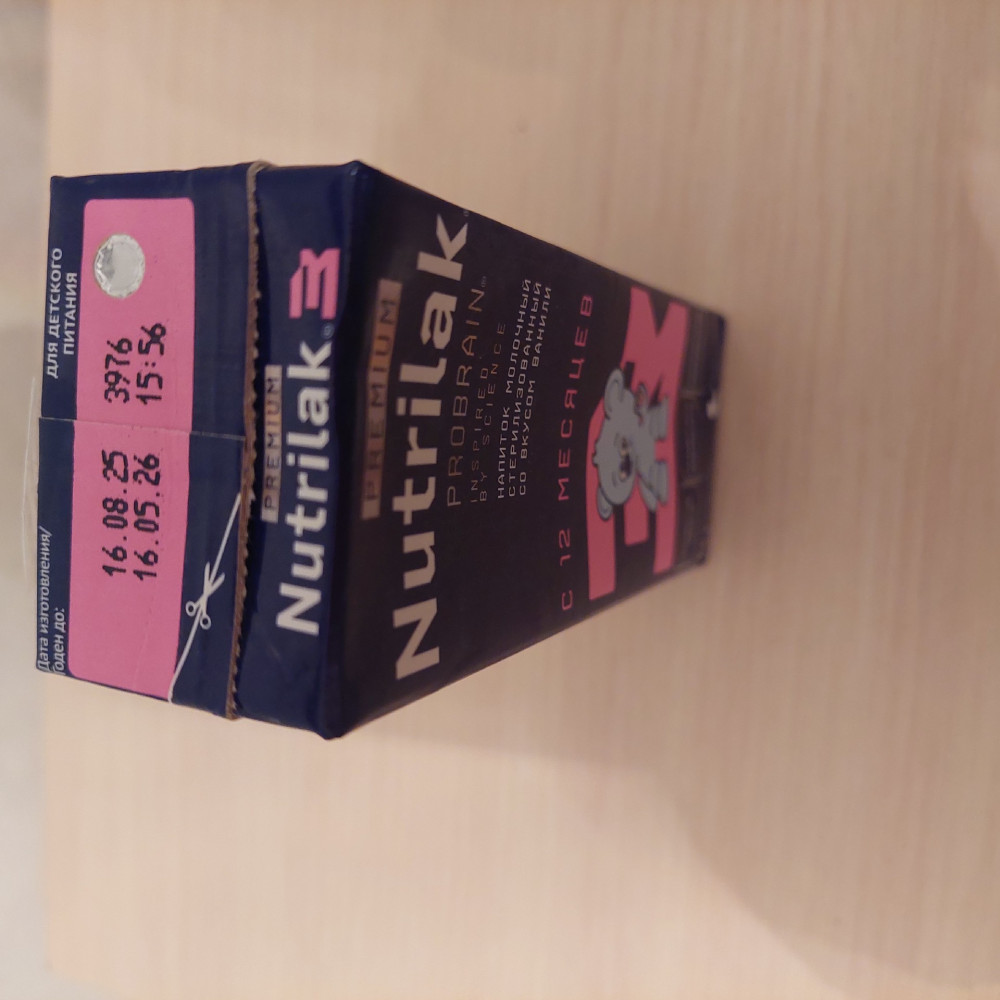 ДЛЯ ДЕТСКОГО
ПИТАНИЯ
Дата изготовления/
Годен до:
16.08.25 3976
16.05.26 15:56
PREMIUM
Nutrilak 3
PREMIUM
Nutrilak
PROBRAIN®
INSPIRED
BY SCIENCE
НАПИТОК МОЛОЧНЫЙ
СТЕРИЛИЗОВАННЫЙ
СО ВКУСОМ ВАНИЛИ
С 12 МЕСЯЦЕВ
3